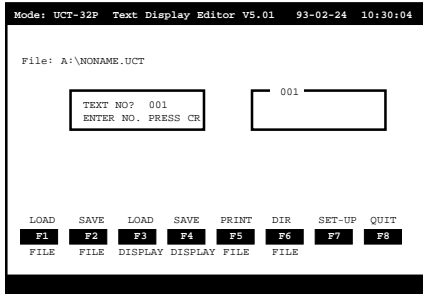 Mode: UCT-32P Text Display Editor V5.01 93-02-24 10:30:04
File: A:\NONAME.UCT
001
TEXT NO? 001
ENTER NO. PRESS CR
LOAD SAVE LOAD SAVE PRINT DIR SET-UP QUIT
F1 F2 F3 F4 F5 F6 F7 F8
FILE FILE DISPLAY DISPLAY FILE FILE